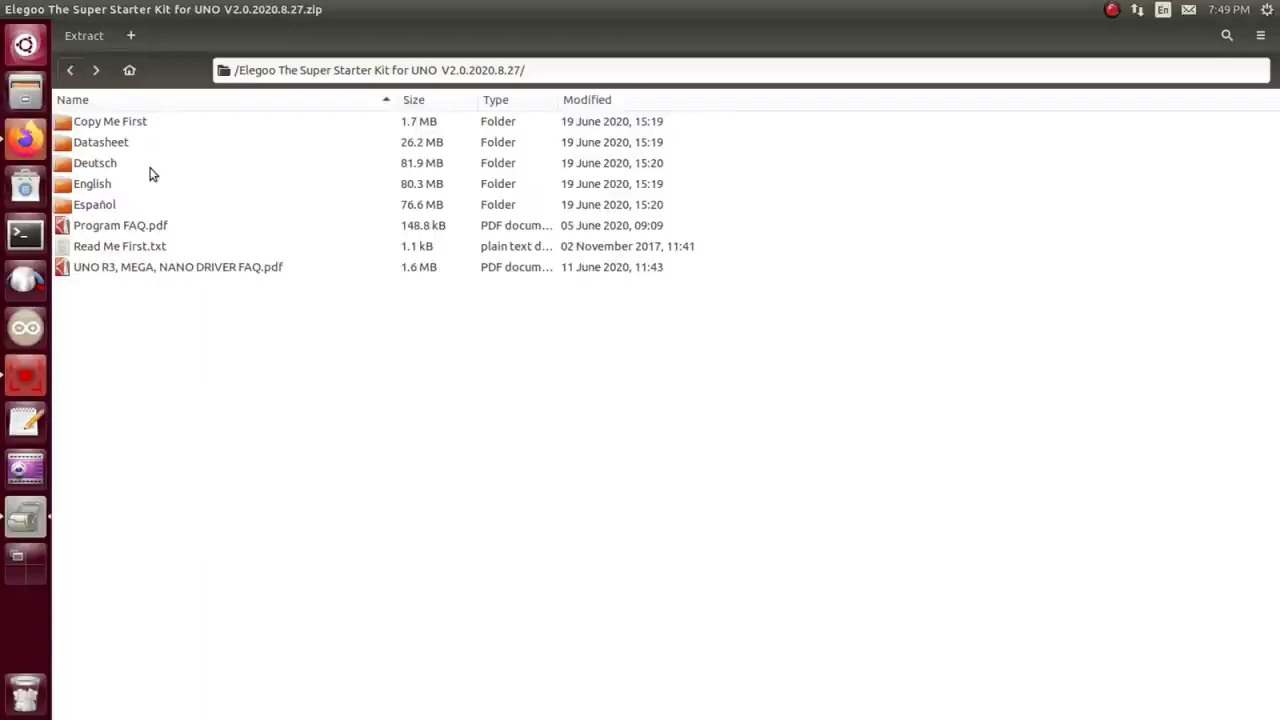 Elegoo The Super Starter Kit for UNO V2.0.2020.8.27.zip En 7:49 PM
Extract +
/Elegoo The Super Starter Kit for UNO V2.0.2020.8.27/
Name Size Type Modified
Copy Me First 1.7 MB Folder 19 June 2020, 15:19
Datasheet 26.2 MB Folder 19 June 2020, 15:19
Deutsch 81.9 MB Folder 19 June 2020, 15:20
English 80.3 MB Folder 19 June 2020, 15:19
Español 76.6 MB Folder 19 June 2020, 15:20
Program FAQ.pdf 148.8 kB PDF docum... 05 June 2020, 09:09
Read Me First.txt 1.1 kB plain text d... 02 November 2017, 11:41
UNO R3, MEGA, NANO DRIVER FAQ.pdf 1.6 MB PDF docum... 11 June 2020, 11:43